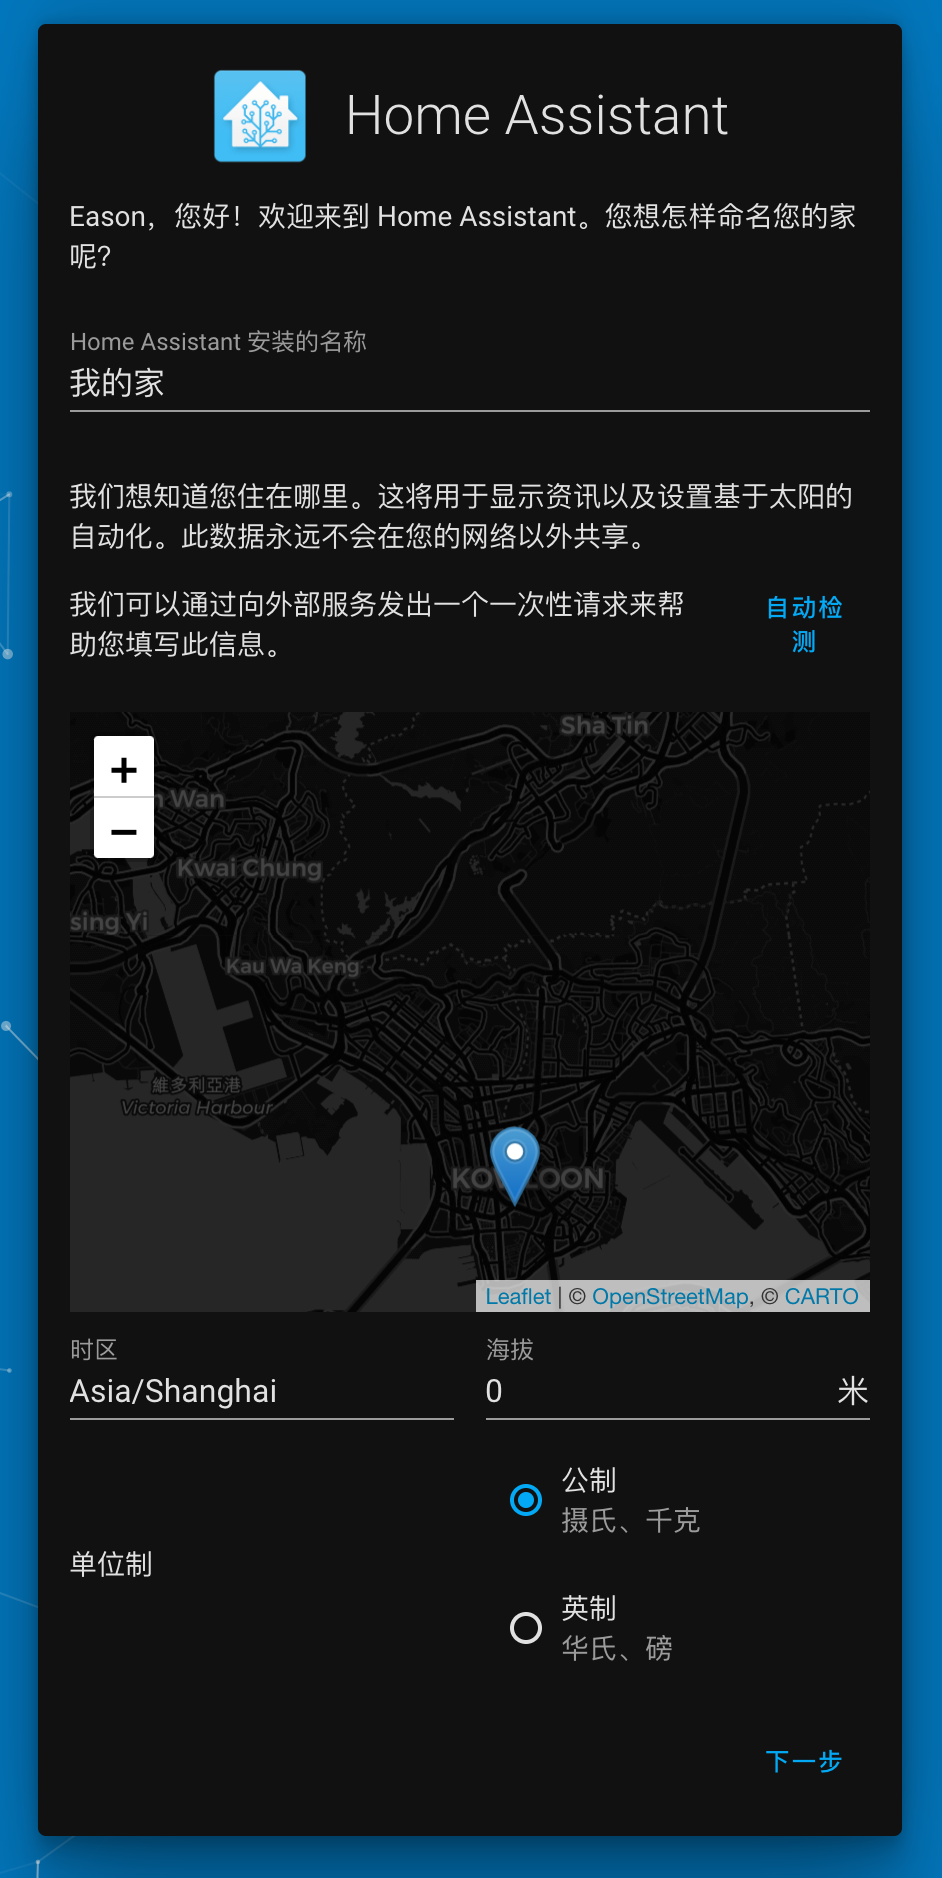 Home Assistant
Eason，您好！欢迎来到 Home Assistant。您想怎样命名您的家
呢？
Home Assistant 安装的名称
我的家
我们想知道您住在哪里。这将用于显示资讯以及设置基于太阳的
自动化。此数据永远不会在您的网络以外共享。
我们可以通过向外部服务发出一个一次性请求来帮
助您填写此信息。
自动检
测
Sha Tin
+
n Wan
−
Kwai Chung
sing Yi
Kau Wa Keng
維多利亞港
Victoria Harbour
KOWLOON
Leaflet | © OpenStreetMap, © CARTO
时区
Asia/Shanghai
海拔
0 米
公制
摄氏、千克
单位制
英制
华氏、磅
下一步